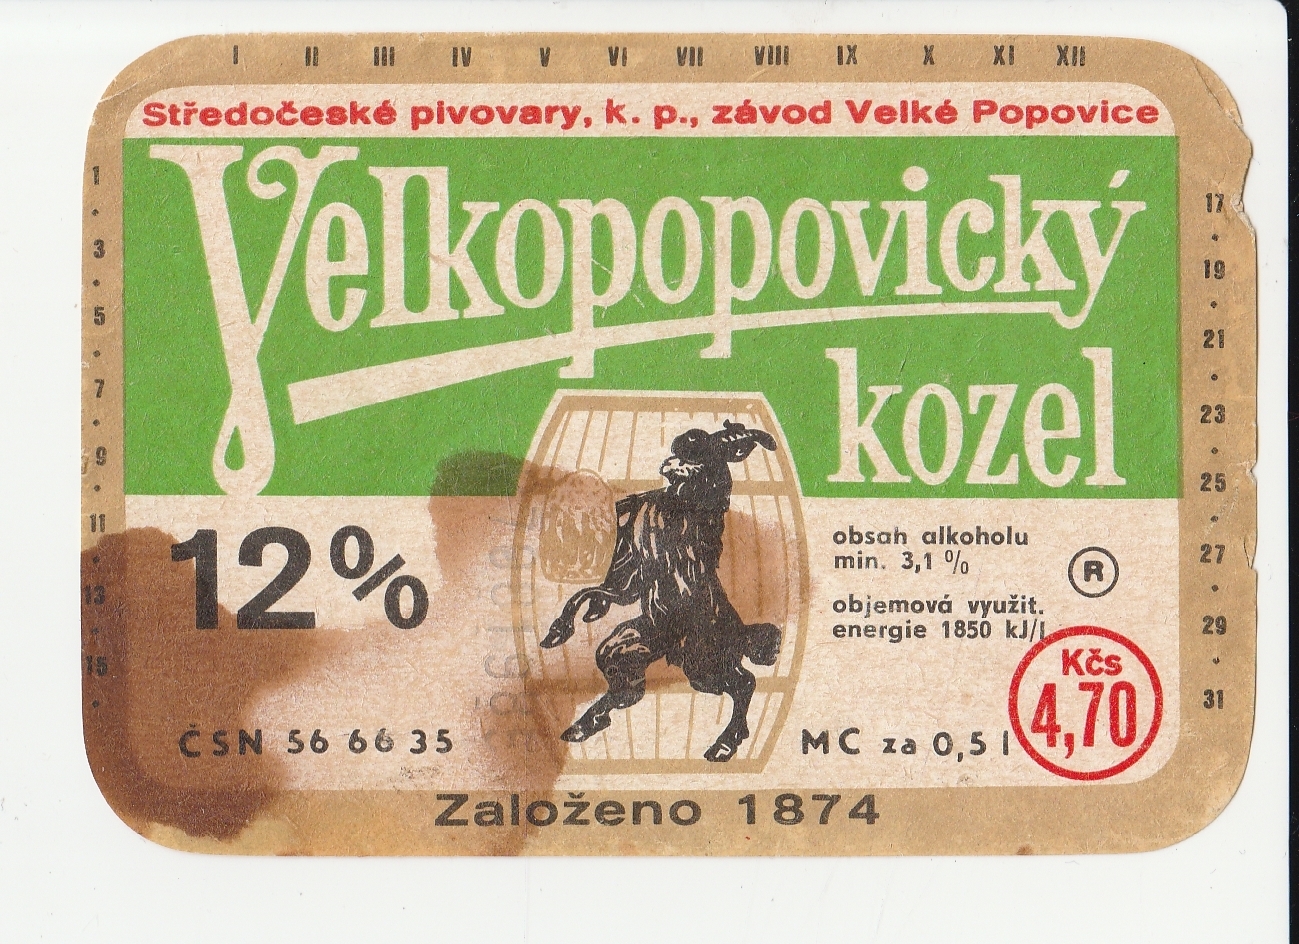 I II III IV V VI VII VIII IX X XI XII
Středočeské pivovary, k. p., závod Velké Popovice
Velkopopovický
kozel
1
3
5
7
9
11
13
15
17
19
21
23
25
27
29
31
12%
obsah alkoholu
min. 3,1 %
objemová využit.
energie 1850 kJ/l
R
Kčs
4,70
ČSN 56 66 35
MC za 0,5 l
Založeno 1874